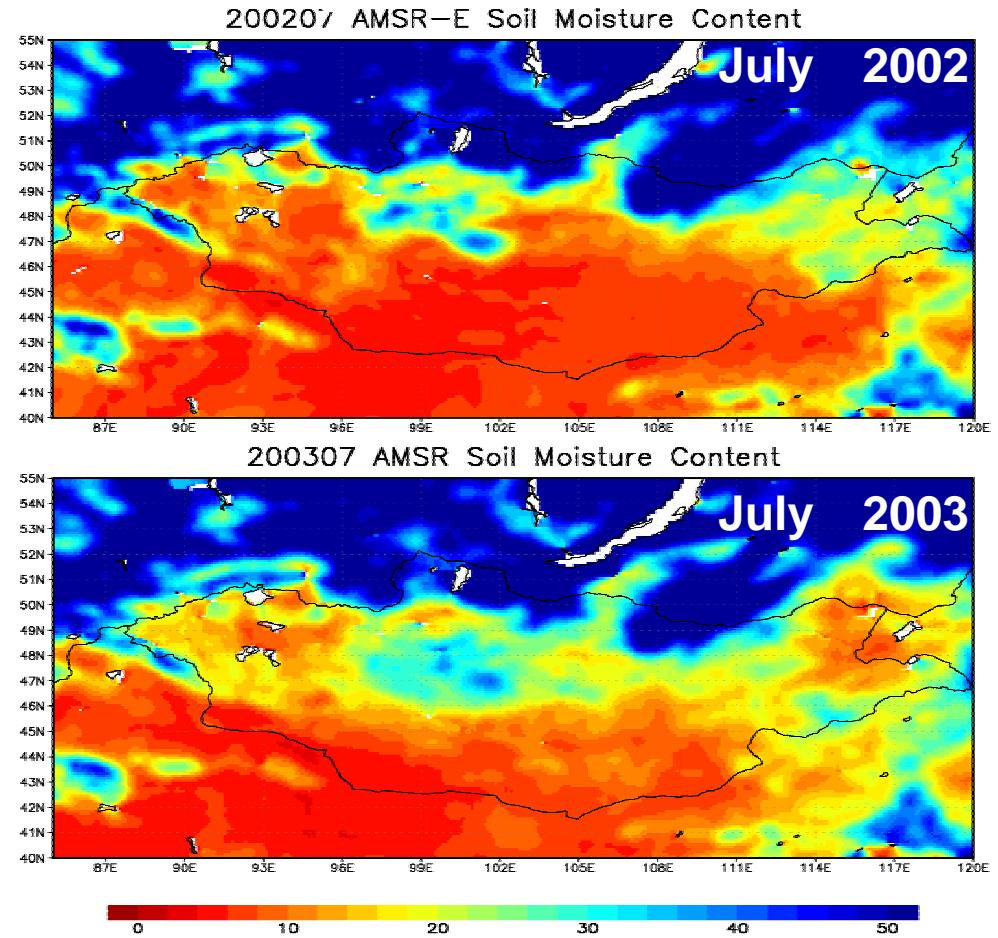 200207 AMSR-E Soil Moisture Content
July 2002
55N
54N
53N
52N
51N
50N
49N
48N
47N
46N
45N
44N
43N
42N
41N
40N
87E 90E 93E 96E 99E 102E 105E 108E 111E 114E 117E 120E
200307 AMSR Soil Moisture Content
July 2003
55N
54N
53N
52N
51N
50N
49N
48N
47N
46N
45N
44N
43N
42N
41N
40N
87E 90E 93E 96E 99E 102E 105E 108E 111E 114E 117E 120E
0 10 20 30 40 50